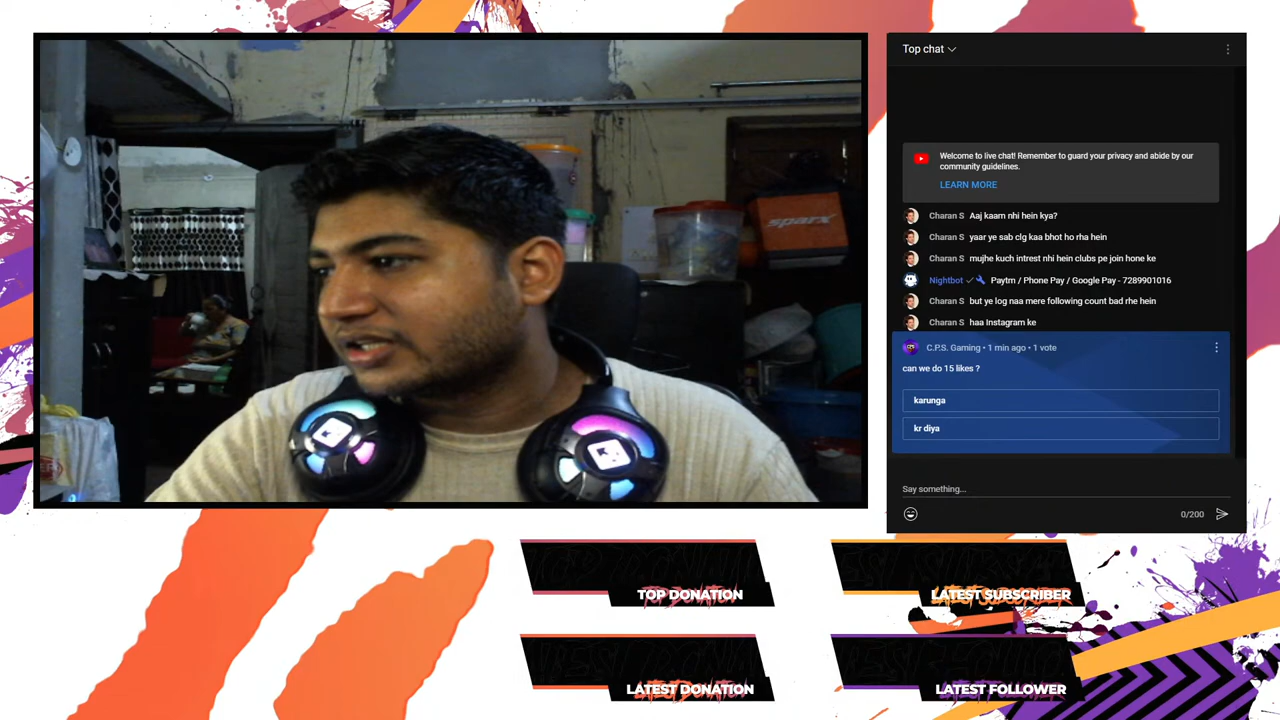 Top chat
Welcome to live chat! Remember to guard your privacy and abide by our
community guidelines.
LEARN MORE
Charan S Aaj kaam nhi hein kya?
Charan S yaar ye sab clg kaa bhot ho rha hein
Charan S mujhe kuch intrest nhi hein clubs pe join hone ke
Nightbot Paytm / Phone Pay / Google Pay - 7289901016
Charan S but ye log naa mere following count bad rhe hein
Charan S haa Instagram ke
C.P.S. Gaming • 1 min ago • 1 vote
can we do 15 likes ?
karunga
kr diya
Say something...
0/200
sparx
TOP DONATION
LATEST SUBSCRIBER
LATEST DONATION
LATEST FOLLOWER